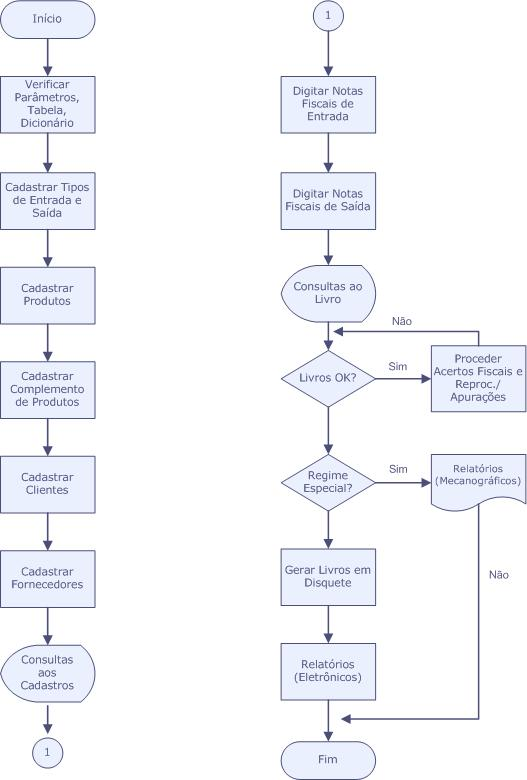 Início
Verificar
Parâmetros,
Tabela,
Dicionário
Cadastrar Tipos
de Entrada e
Saída
Cadastrar
Produtos
Cadastrar
Complemento
de Produtos
Cadastrar
Clientes
Cadastrar
Fornecedores
Consultas
aos
Cadastros
1
1
Digitar Notas
Fiscais de
Entrada
Digitar Notas
Fiscais de Saída
Consultas ao
Livro
Não
Livros OK?
Sim
Proceder
Acertos Fiscais e
Reproc./
Apurações
Regime
Especial?
Sim
Relatórios
(Mecanográficos)
Não
Gerar Livros em
Disquete
Relatórios
(Eletrônicos)
Fim